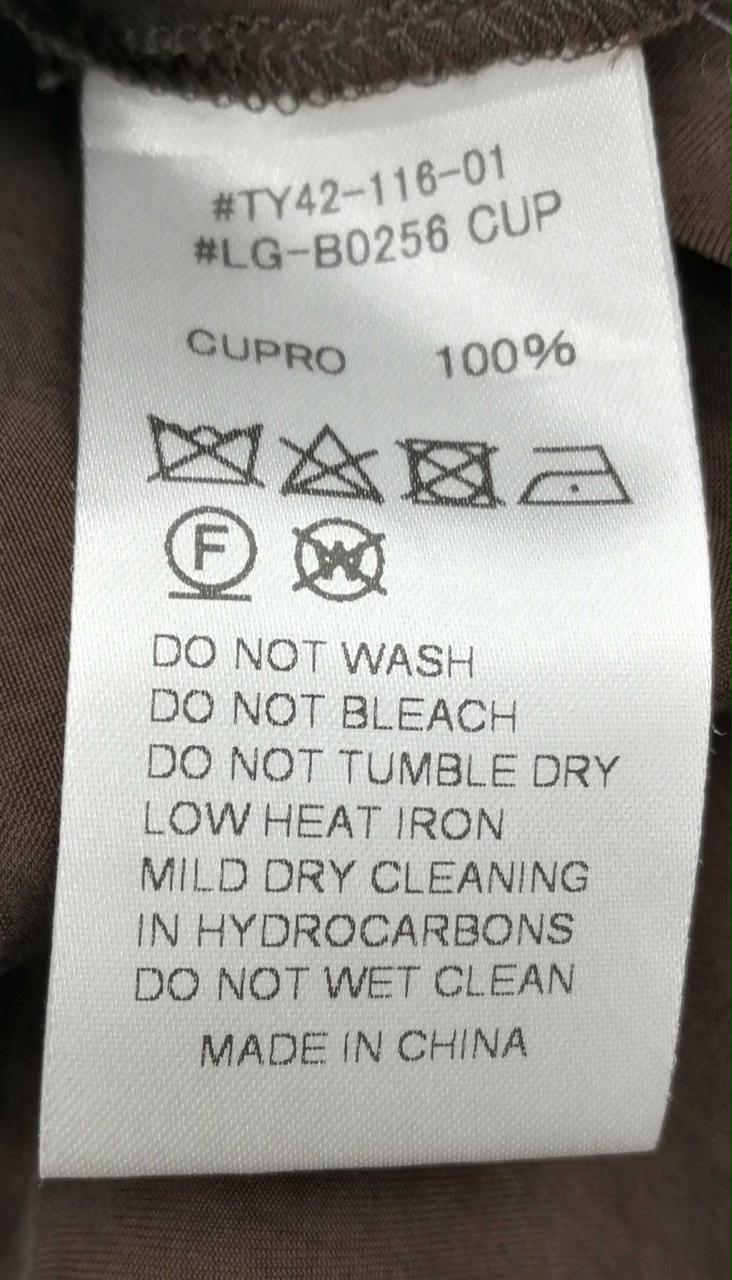 #TY42-116-01
#LG-B0256 CUP
CUPRO 100%
F W
DO NOT WASH
DO NOT BLEACH
DO NOT TUMBLE DRY
LOW HEAT IRON
MILD DRY CLEANING
IN HYDROCARBONS
DO NOT WET CLEAN
MADE IN CHINA